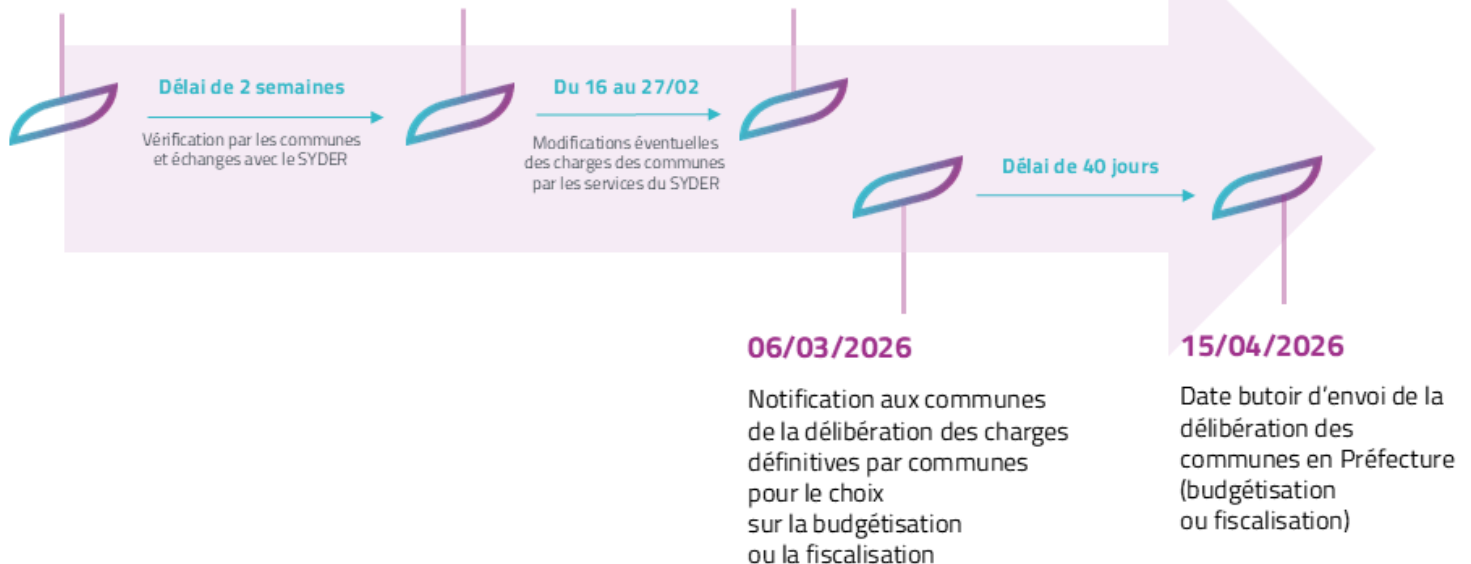 Délai de 2 semaines
Vérification par les communes
et échanges avec le SYDER
Du 16 au 27/02
Modifications éventuelles
des charges des communes
par les services du SYDER
Délai de 40 jours
06/03/2026
Notification aux communes
de la délibération des charges
définitives par communes
pour le choix
sur la budgétisation
ou la fiscalisation
15/04/2026
Date butoir d’envoi de la
délibération des
communes en Préfecture
(budgétisation
ou fiscalisation)